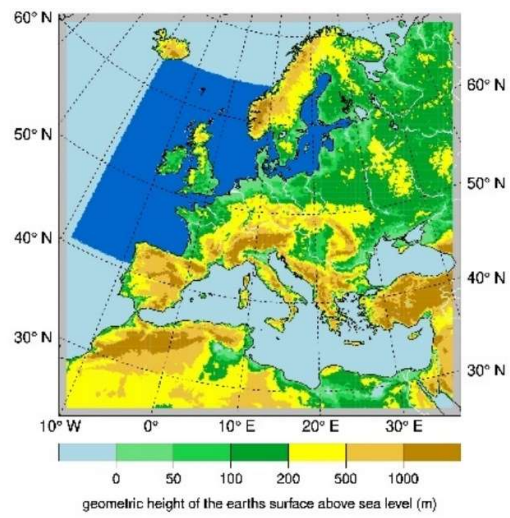 60° N
60° N
50° N
50° N
40° N
40° N
30° N
30° N
10° W 0° 10° E 20° E 30° E
0 50 100 200 500 1000
geometric height of the earths surface above sea level (m)